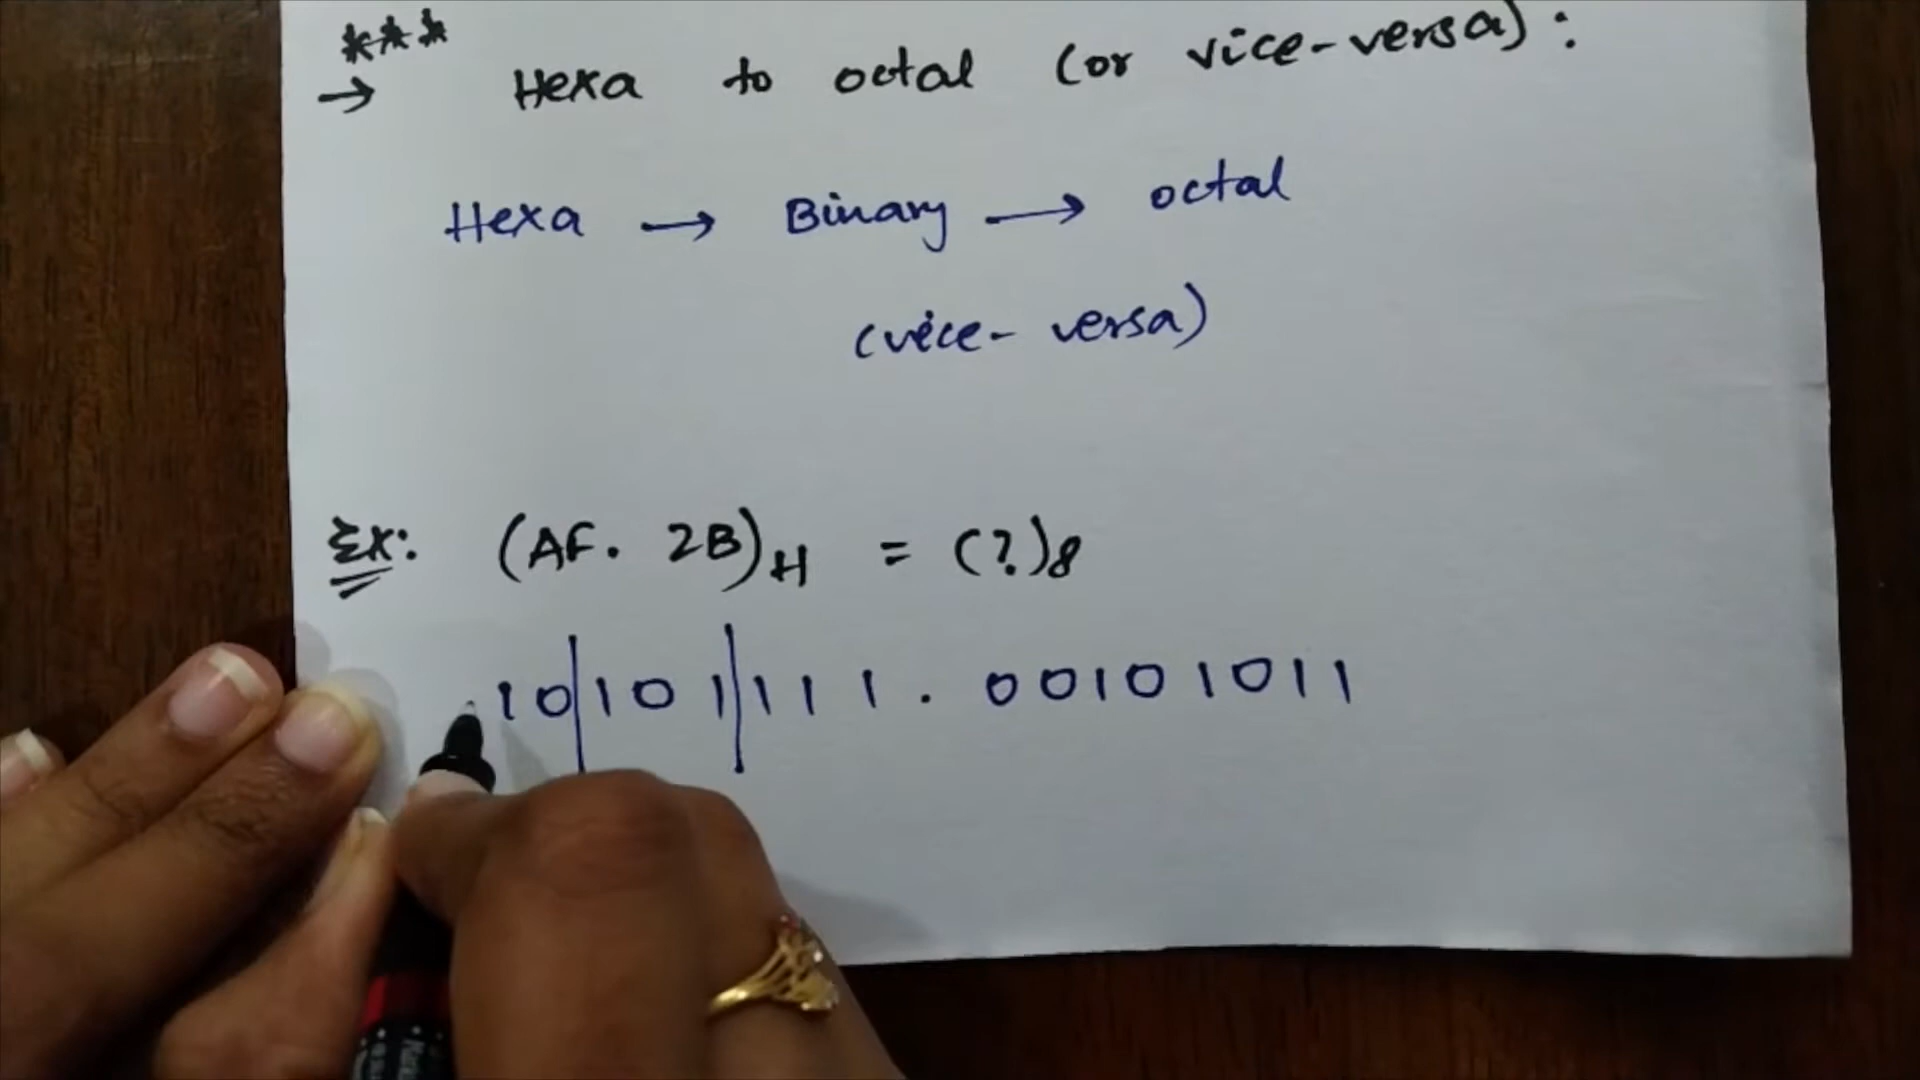 ***
→ Hexa to octal (or vice-versa):
Hexa → Binary → octal
(vice-versa)
Ex: (AF. 2B)H = (?)8
10|101|111.00101011